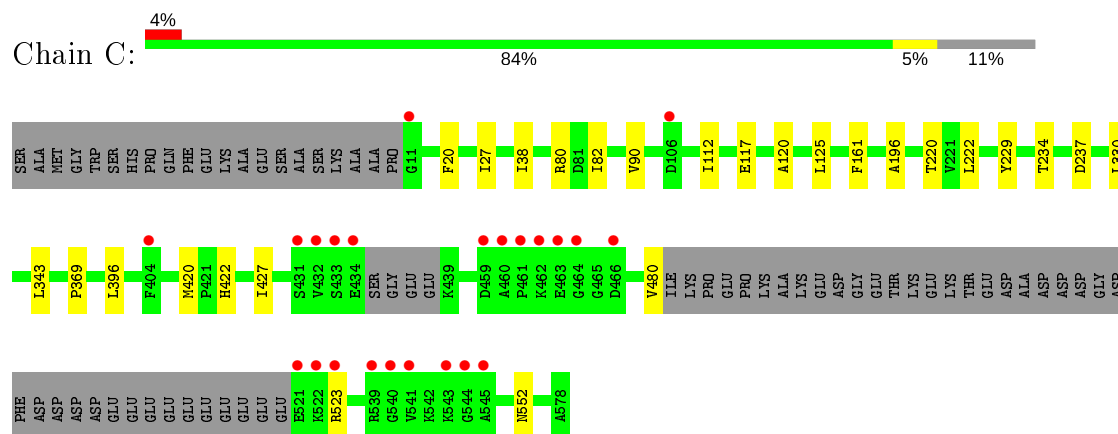 4%
Chain C:
84% 5% 11%
SER ALA MET GLY TRP SER HIS PRO GLN PHE GLU LYS ALA GLU SER ALA SER LYS ALA ALA PRO G11 F20 I27 I38 R80 D81 I82 V90 D106 I112 E117 A120 L125 F161 A196 T220 V221 L222 Y229 T234 D237 L330
L343 P369 L396 F404 M420 P421 H422 I427 S431 V432 S433 E434 SER GLY GLU GLU K439 D459 A460 P461 K462 E463 G464 G465 D466 V480 ILE LYS PRO GLU PRO LYS ALA LYS GLU ASP GLY GLU THR LYS GLU LYS THR GLU ASP ALA ASP ASP ASP GLY ASP
PHE ASP ASP ASP ASP GLU GLU GLU GLU GLU GLU GLU GLU GLU GLU E521 K522 R523 R539 G540 V541 K542 K543 G544 A545 N552 A578